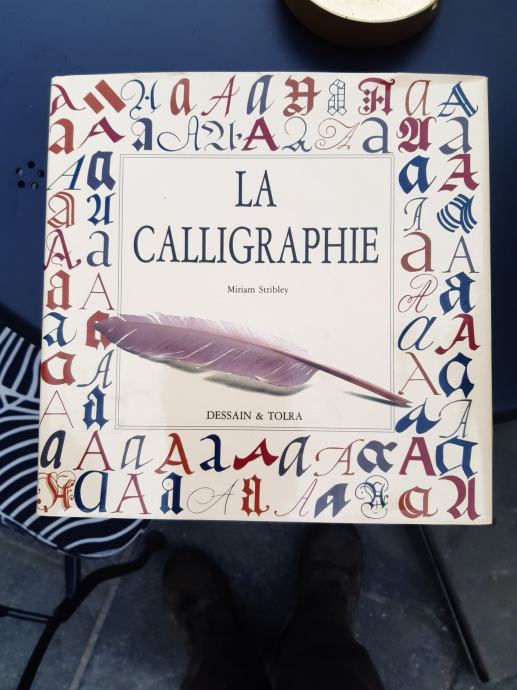 LA
CALLIGRAPHIE
Miriam Stribley
DESSAIN & TOLRA